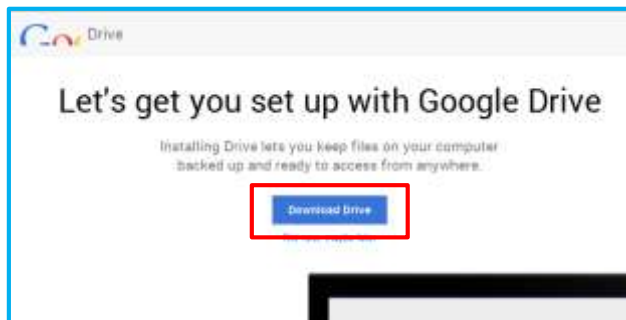 Drive
Let's get you set up with Google Drive
Installing Drive lets you keep files on your computer
backed up and ready to access from anywhere.
Download Drive